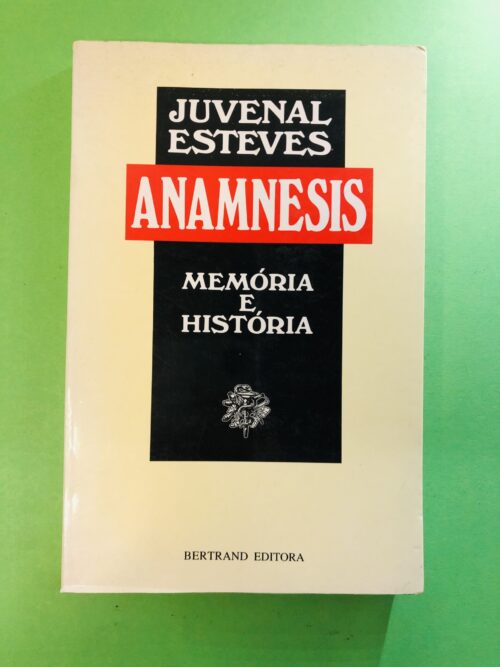 JUVENAL
ESTEVES
ANAMNESIS
MEMÓRIA
E
HISTÓRIA
BERTRAND EDITORA